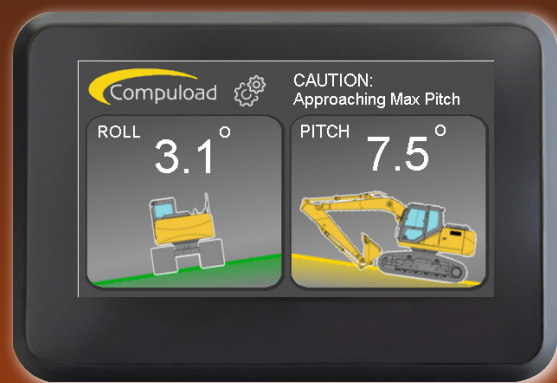 Compuload
CAUTION:
Approaching Max Pitch
ROLL
3.1°
PITCH
7.5°